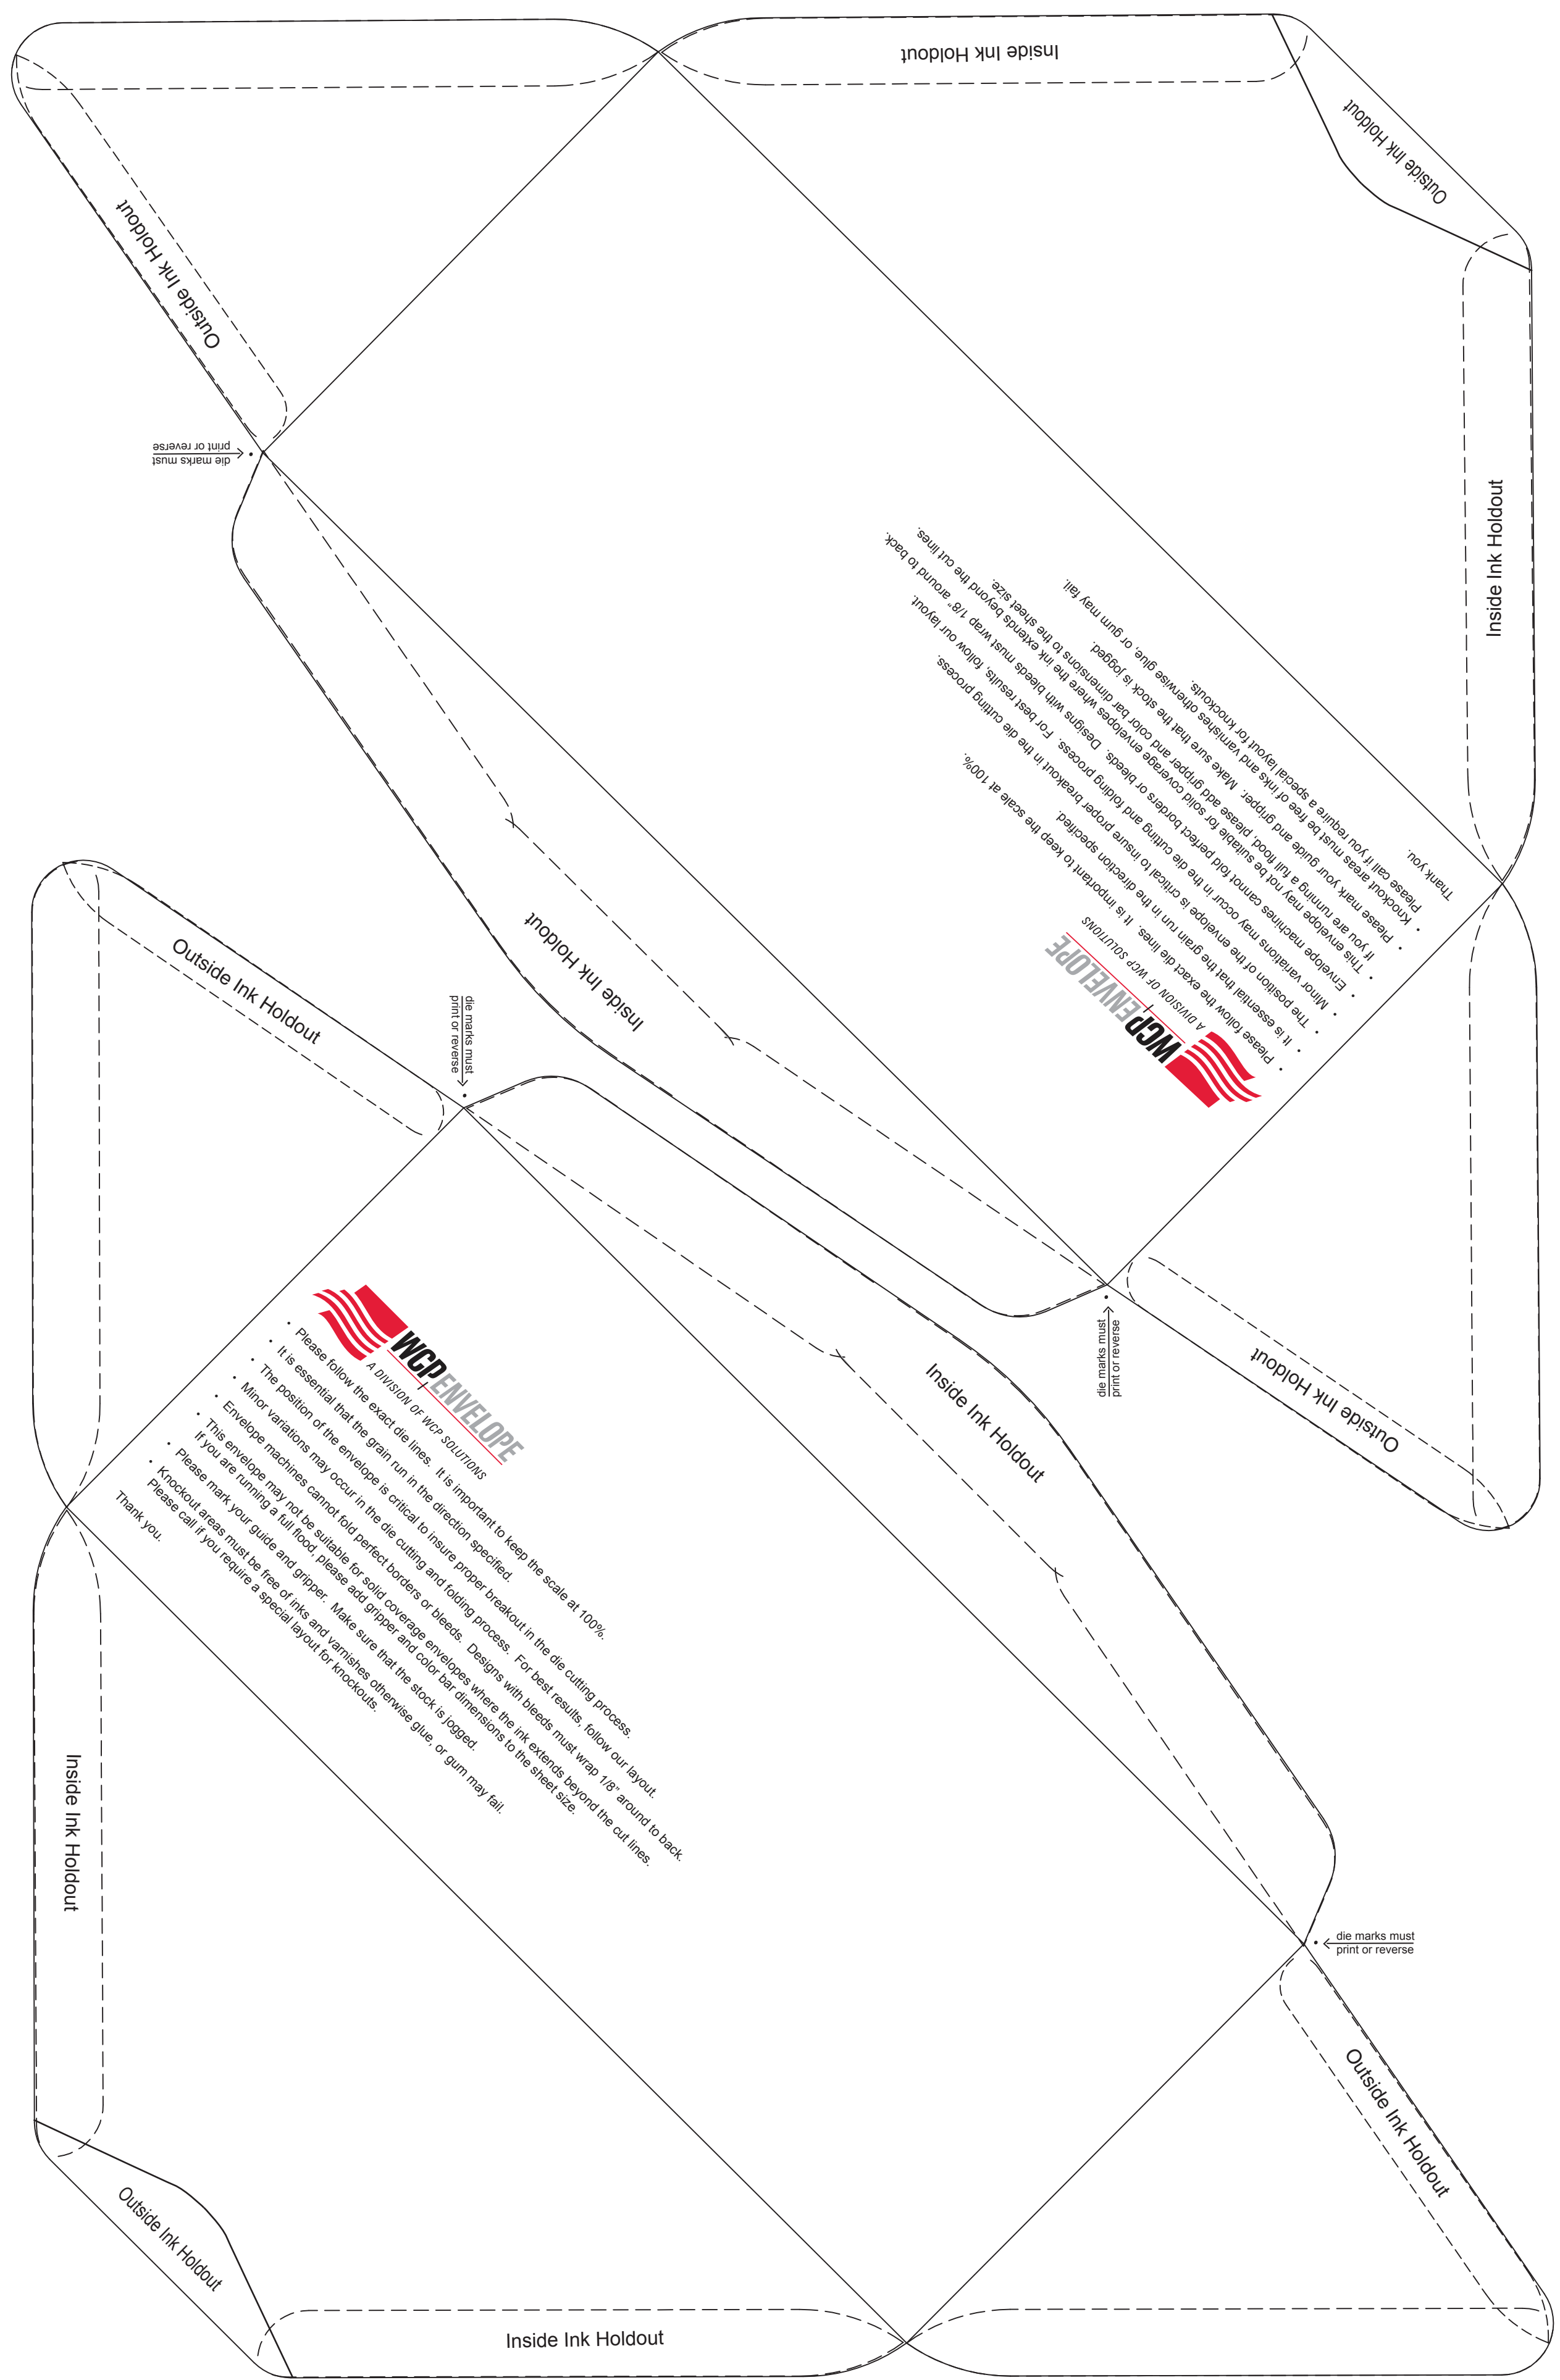 Inside Ink Holdout
Outside Ink Holdout
Outside Ink Holdout
die marks must
print or reverse
Inside Ink Holdout
Inside Ink Holdout
WCPENVELOPE
A DIVISION OF WCP SOLUTIONS
• Please follow the exact die lines. It is important to keep the scale at 100%.
• It is essential that the grain run in the direction specified.
• The position of the envelope is critical to insure proper breakout in the die cutting process.
• Minor variations may occur in the die cutting and folding process. For best results, follow our layout.
• Envelope machines cannot fold perfect borders or bleeds. Designs with bleeds must wrap 1/8" around to back.
• This envelope may not be suitable for solid coverage envelopes where the ink extends beyond the cut lines.
If you are running a full flood, please add gripper and color bar dimensions to the sheet size.
• Please mark your guide and gripper. Make sure that the stock is jogged.
• Knockout areas must be free of inks and varnishes otherwise glue, or gum may fail.
Please call if you require a special layout for knockouts.
Thank you.
die marks must
print or reverse
Outside Ink Holdout
Outside Ink Holdout
die marks must
print or reverse
Inside Ink Holdout
WCPENVELOPE
A DIVISION OF WCP SOLUTIONS
• Please follow the exact die lines. It is important to keep the scale at 100%.
• It is essential that the grain run in the direction specified.
• The position of the envelope is critical to insure proper breakout in the die cutting process.
• Minor variations may occur in the die cutting and folding process. For best results, follow our layout.
• Envelope machines cannot fold perfect borders or bleeds. Designs with bleeds must wrap 1/8" around to back.
• This envelope may not be suitable for solid coverage envelopes where the ink extends beyond the cut lines.
If you are running a full flood, please add gripper and color bar dimensions to the sheet size.
• Please mark your guide and gripper. Make sure that the stock is jogged.
• Knockout areas must be free of inks and varnishes otherwise glue, or gum may fail.
Please call if you require a special layout for knockouts.
Thank you.
Inside Ink Holdout
die marks must
print or reverse
Outside Ink Holdout
Outside Ink Holdout
Inside Ink Holdout